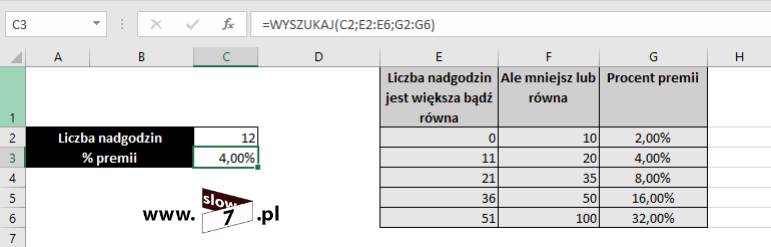 C3 fx =WYSZUKAJ(C2;E2:E6;G2:G6)
A B C D E F G H
1 Liczba nadgodzin Ale mniejsz lub Procent premii
jest większa bądź równa
równa
2 Liczba nadgodzin 12 0 10 2,00%
3 % premii 4,00% 11 20 4,00%
4 21 35 8,00%
5 36 50 16,00%
6 51 100 32,00%
7
www. slow 7 .pl